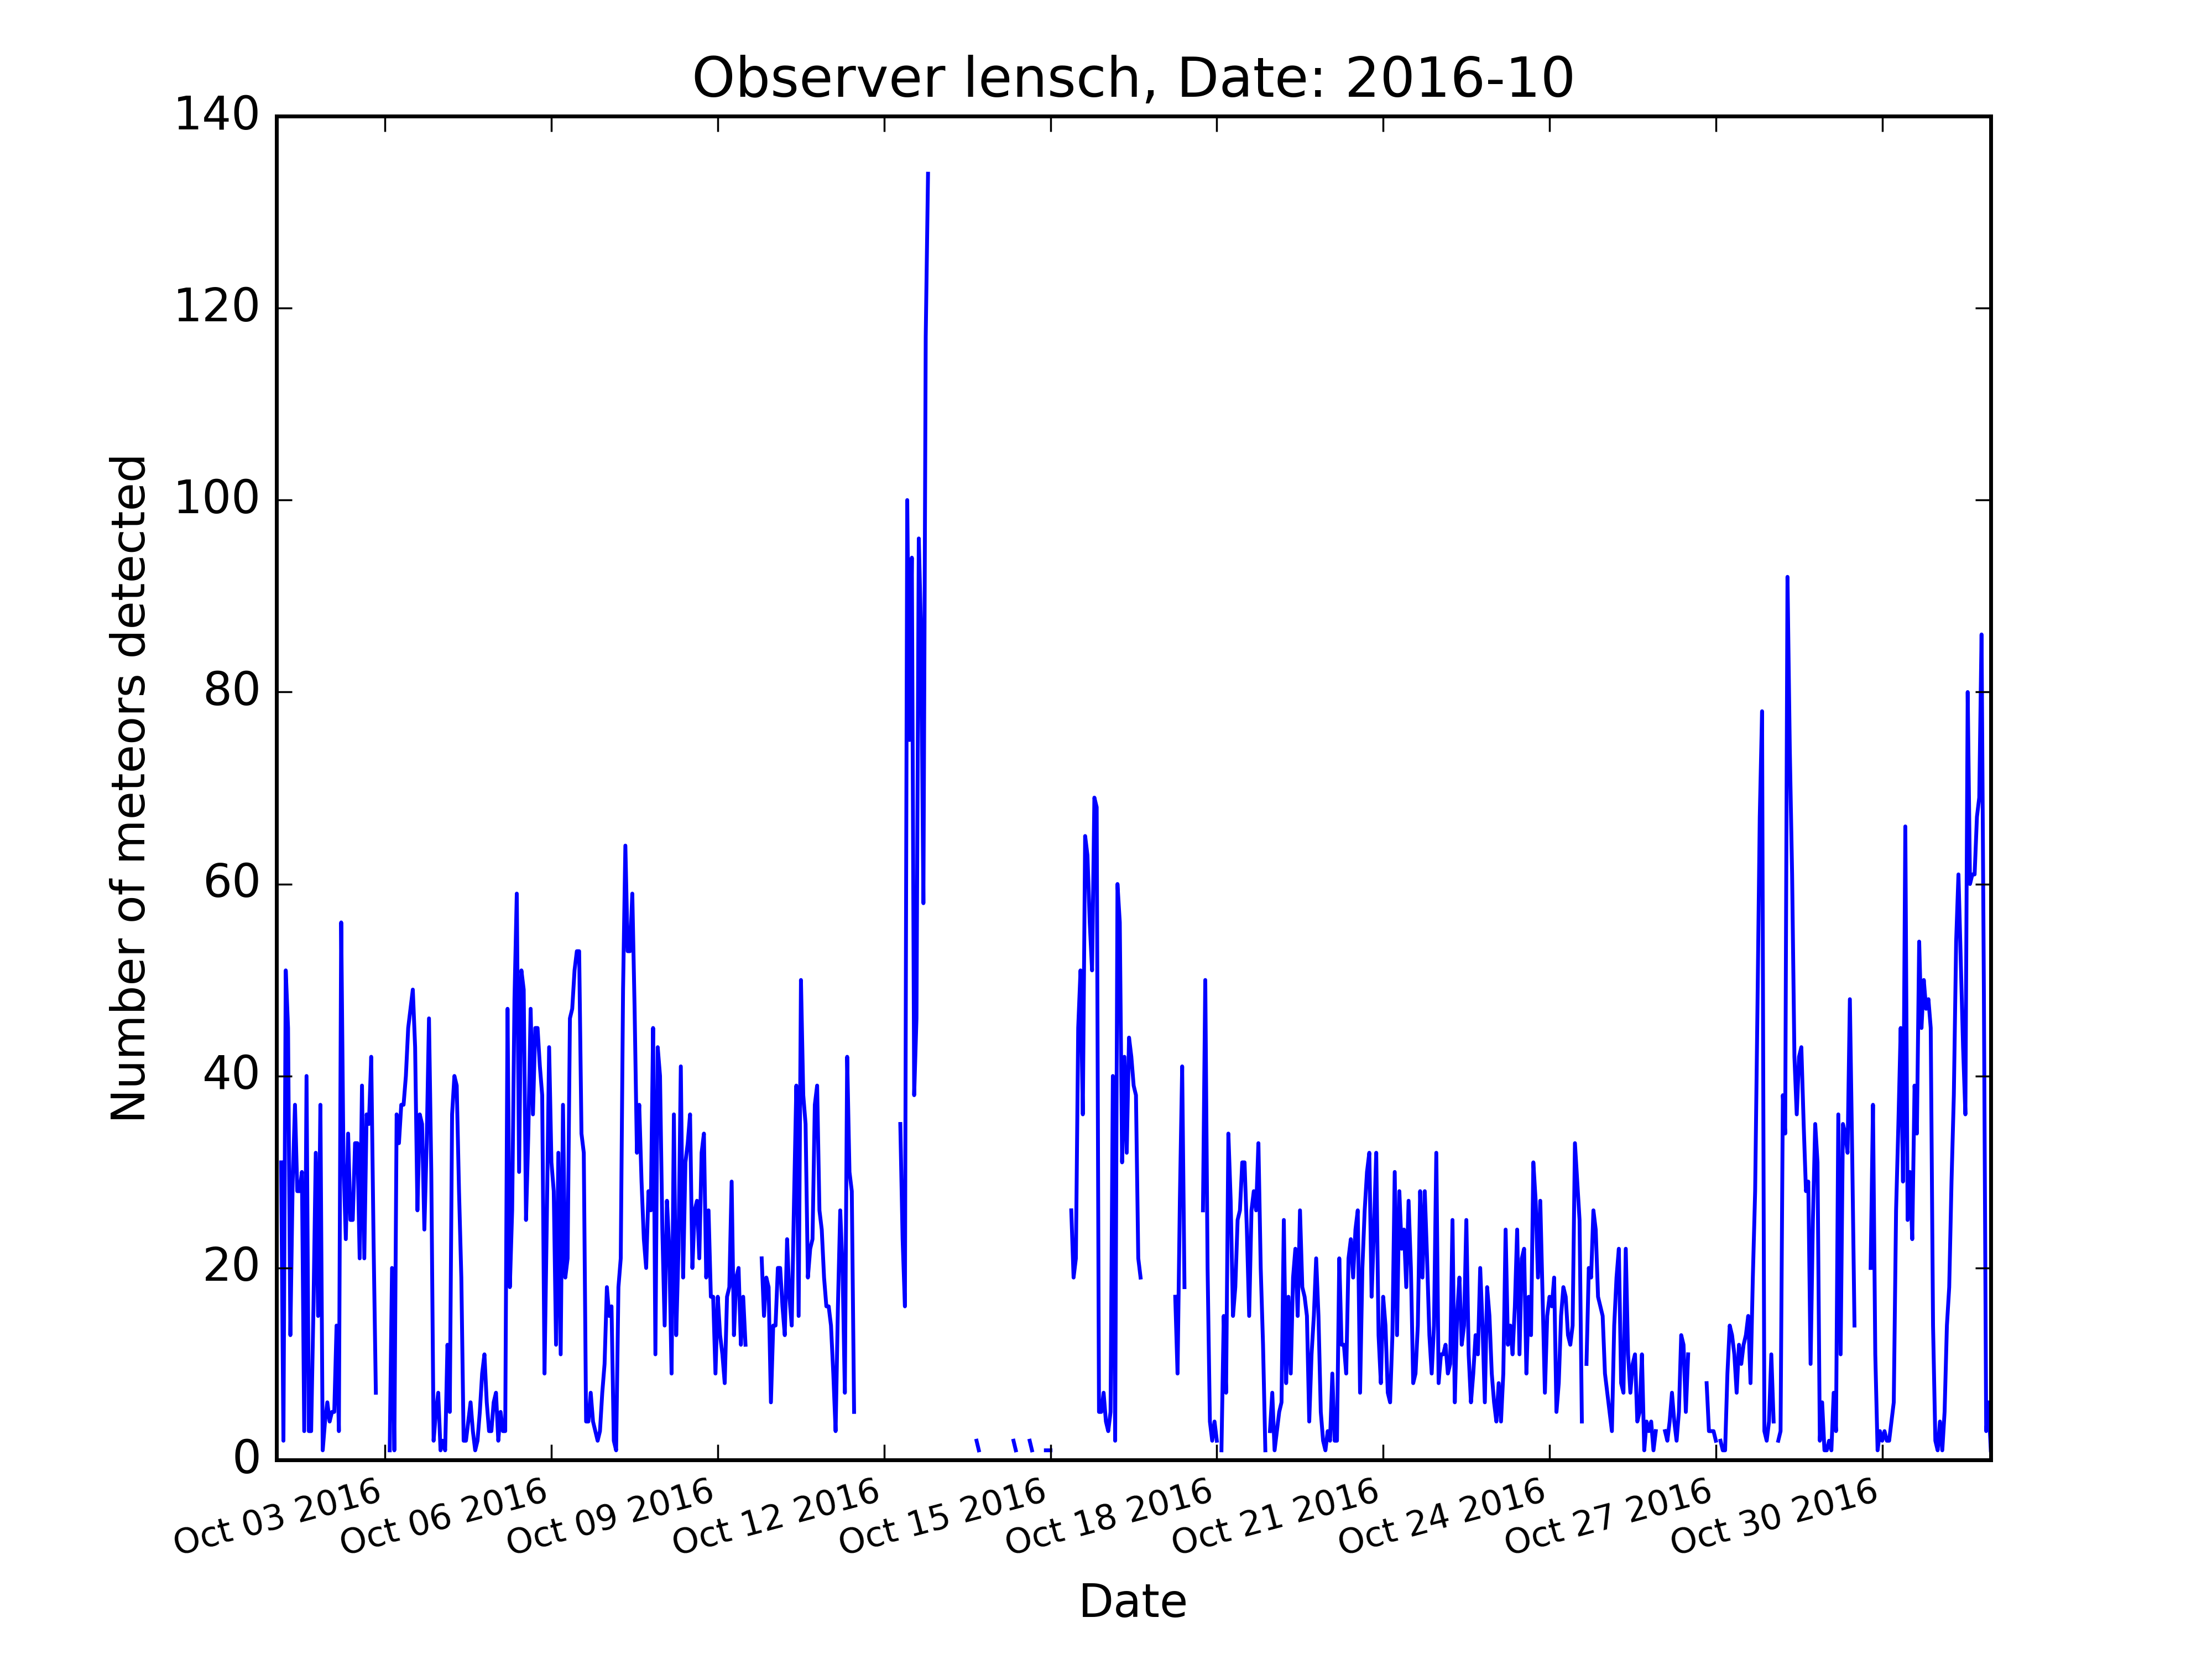 Observer lensch, Date: 2016-10
140
120
100
80
60
40
20
0
Number of meteors detected
Oct 03 2016
Oct 06 2016
Oct 09 2016
Oct 12 2016
Oct 15 2016
Oct 18 2016
Oct 21 2016
Oct 24 2016
Oct 27 2016
Oct 30 2016
Date